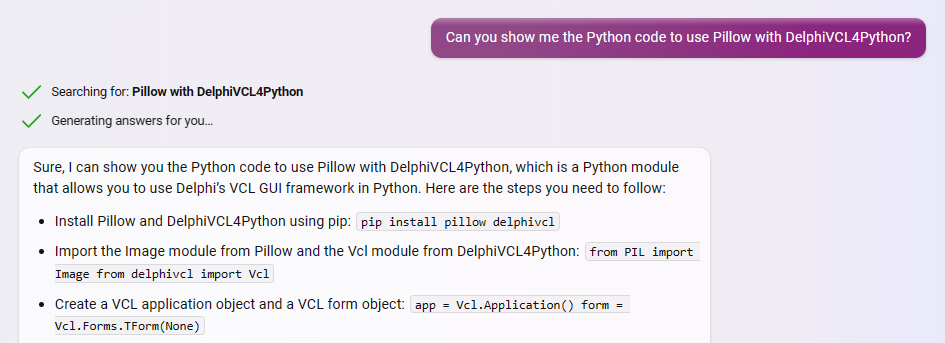 Can you show me the Python code to use Pillow with DelphiVCL4Python?
Searching for: Pillow with DelphiVCL4Python
Generating answers for you...
Sure, I can show you the Python code to use Pillow with DelphiVCL4Python, which is a Python module
that allows you to use Delphi's VCL GUI framework in Python. Here are the steps you need to follow:
• Install Pillow and DelphiVCL4Python using pip: pip install pillow delphivcl
• Import the Image module from Pillow and the Vcl module from DelphiVCL4Python: from PIL import
Image from delphivcl import Vcl
• Create a VCL application object and a VCL form object: app = Vcl.Application() form =
Vcl.Forms.TForm(None)